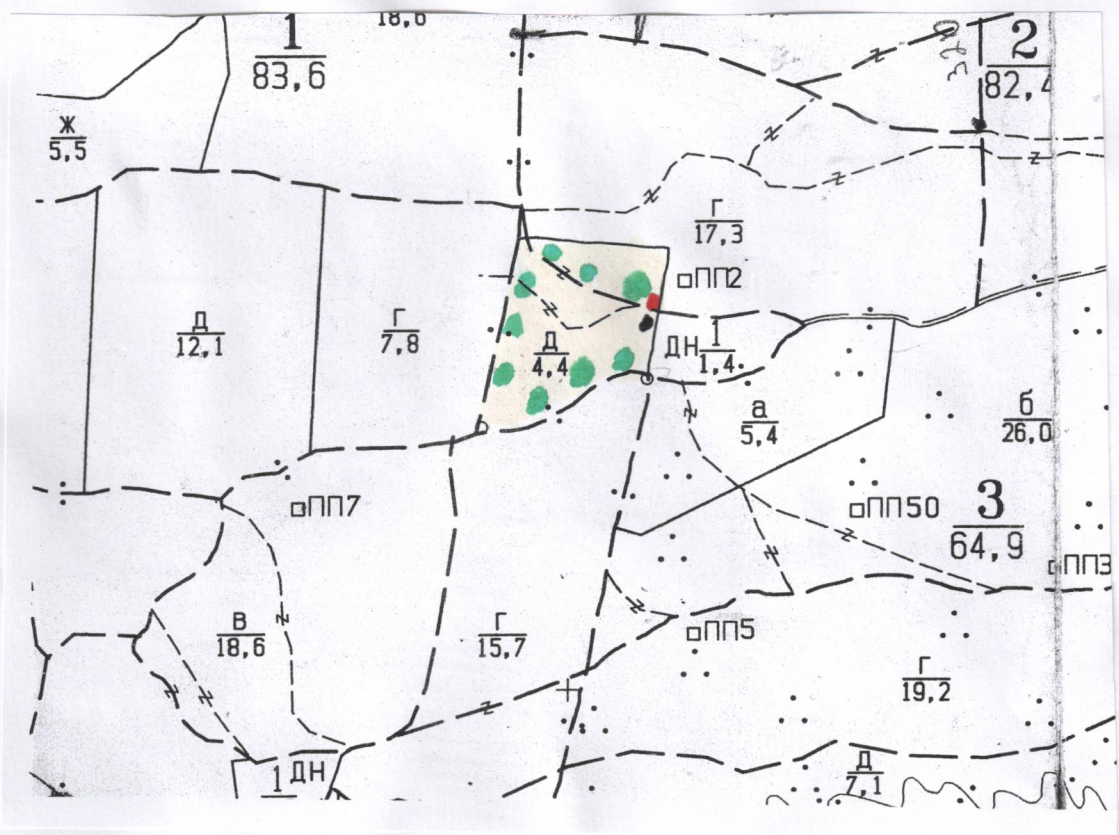 18,6
1
83,6
320
2
82,4
Ж
5,5
Г
17,3
ПП2
Д
12,1
Г
7,8
Д
4,4
ДН 1
1,4
а
5,4
б
26,0
ПП7
ПП50
3
64,9
ПП3
в
18,6
Г
15,7
ПП5
Г
19,2
1 ДН
Д
7,1